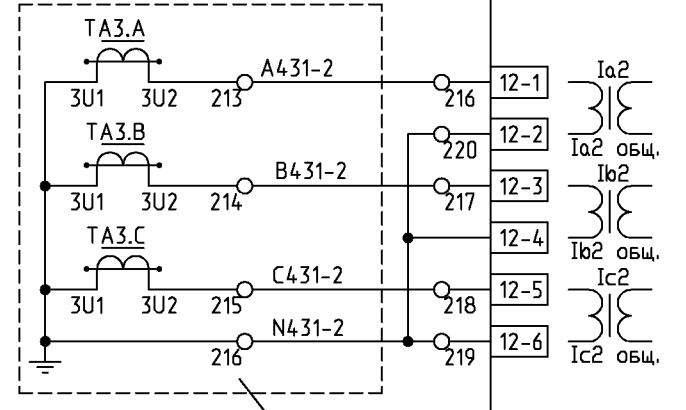 TA3.A
A431-2
3U1 3U2 213 216 12-1 Ia2
220 12-2 Ia2 общ.
TA3.B
B431-2
3U1 3U2 214 217 12-3 Ib2
12-4 Ib2 общ.
TA3.C
C431-2
3U1 3U2 215 218 12-5 Ic2
N431-2
216 219 12-6 Ic2 общ.